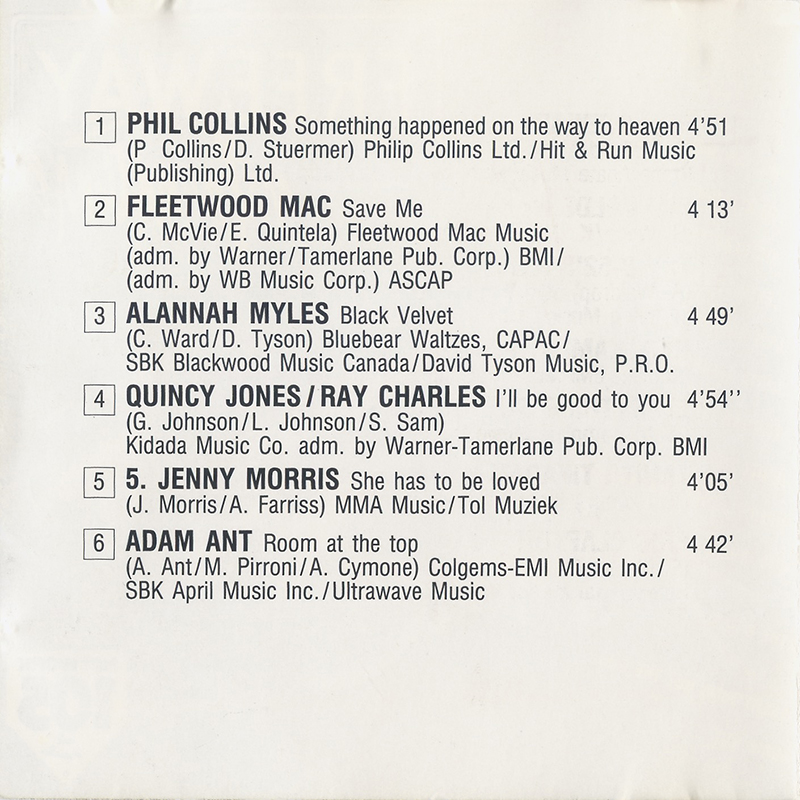 1 PHIL COLLINS Something happened on the way to heaven 4'51
(P Collins/D. Stuermer) Philip Collins Ltd./Hit & Run Music
(Publishing) Ltd.
2 FLEETWOOD MAC Save Me 4 13'
(C. McVie/E. Quintela) Fleetwood Mac Music
(adm. by Warner/Tamerlane Pub. Corp.) BMI/
(adm. by WB Music Corp.) ASCAP
3 ALANNAH MYLES Black Velvet 4 49'
(C. Ward/D. Tyson) Bluebear Waltzes, CAPAC/
SBK Blackwood Music Canada/David Tyson Music, P.R.O.
4 QUINCY JONES/RAY CHARLES I'll be good to you 4'54''
(G. Johnson/L. Johnson/S. Sam)
Kidada Music Co. adm. by Warner-Tamerlane Pub. Corp. BMI
5 5. JENNY MORRIS She has to be loved 4'05'
(J. Morris/A. Farriss) MMA Music/Tol Muziek
6 ADAM ANT Room at the top 4 42'
(A. Ant/M. Pirroni/A. Cymone) Colgems-EMI Music Inc./
SBK April Music Inc./Ultrawave Music